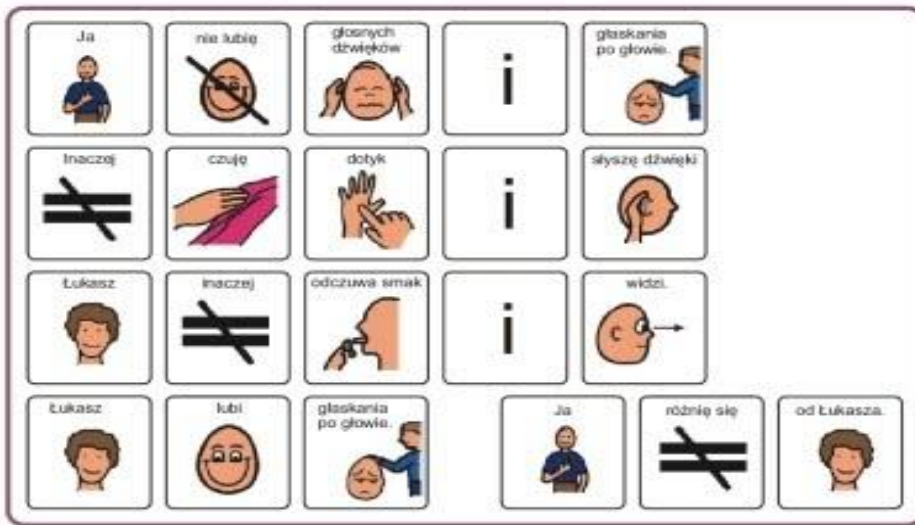 Ja nie lubię głosnych dźwięków i głaskania po głowie.
Inaczej czuję dotyk i słyszę dźwięki
Łukasz inaczej odczuwa smak i widzi.
Łukasz lubi głaskania po głowie. Ja różnię się od Łukasza.